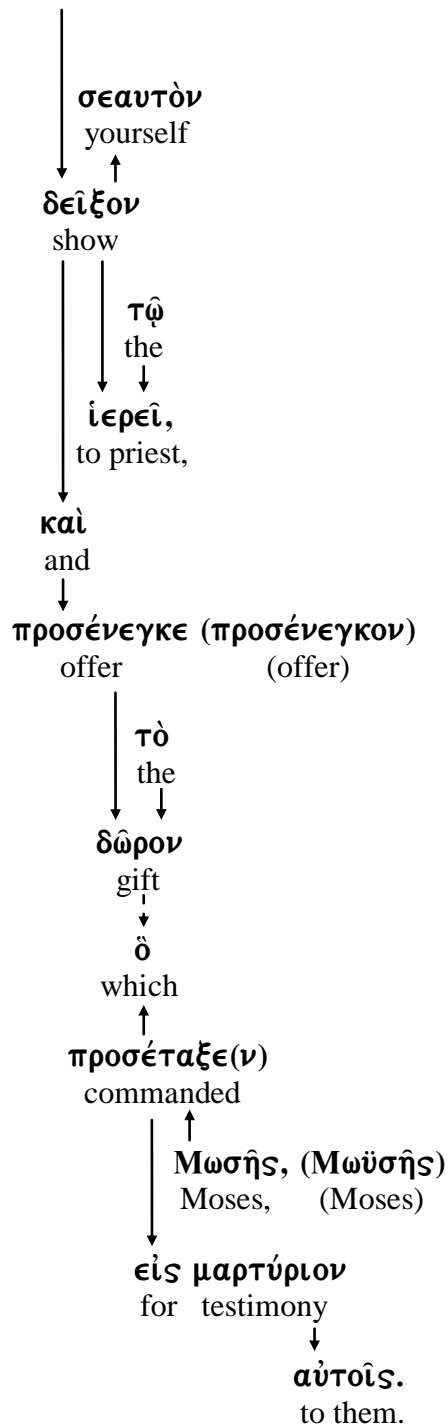 σεαυτὸν
yourself
δεῖξον
show
τῷ
the
ἱερεῖ,
to priest,
καὶ
and
προσένεγκε (προσένεγκον)
offer (offer)
τὸ
the
δῶρον
gift
ὃ
which
προσέταξε(ν)
commanded
Μωσῆς, (Μωϋσῆς)
Moses, (Moses)
εἰς μαρτύριον
for testimony
αὐτοῖς.
to them.